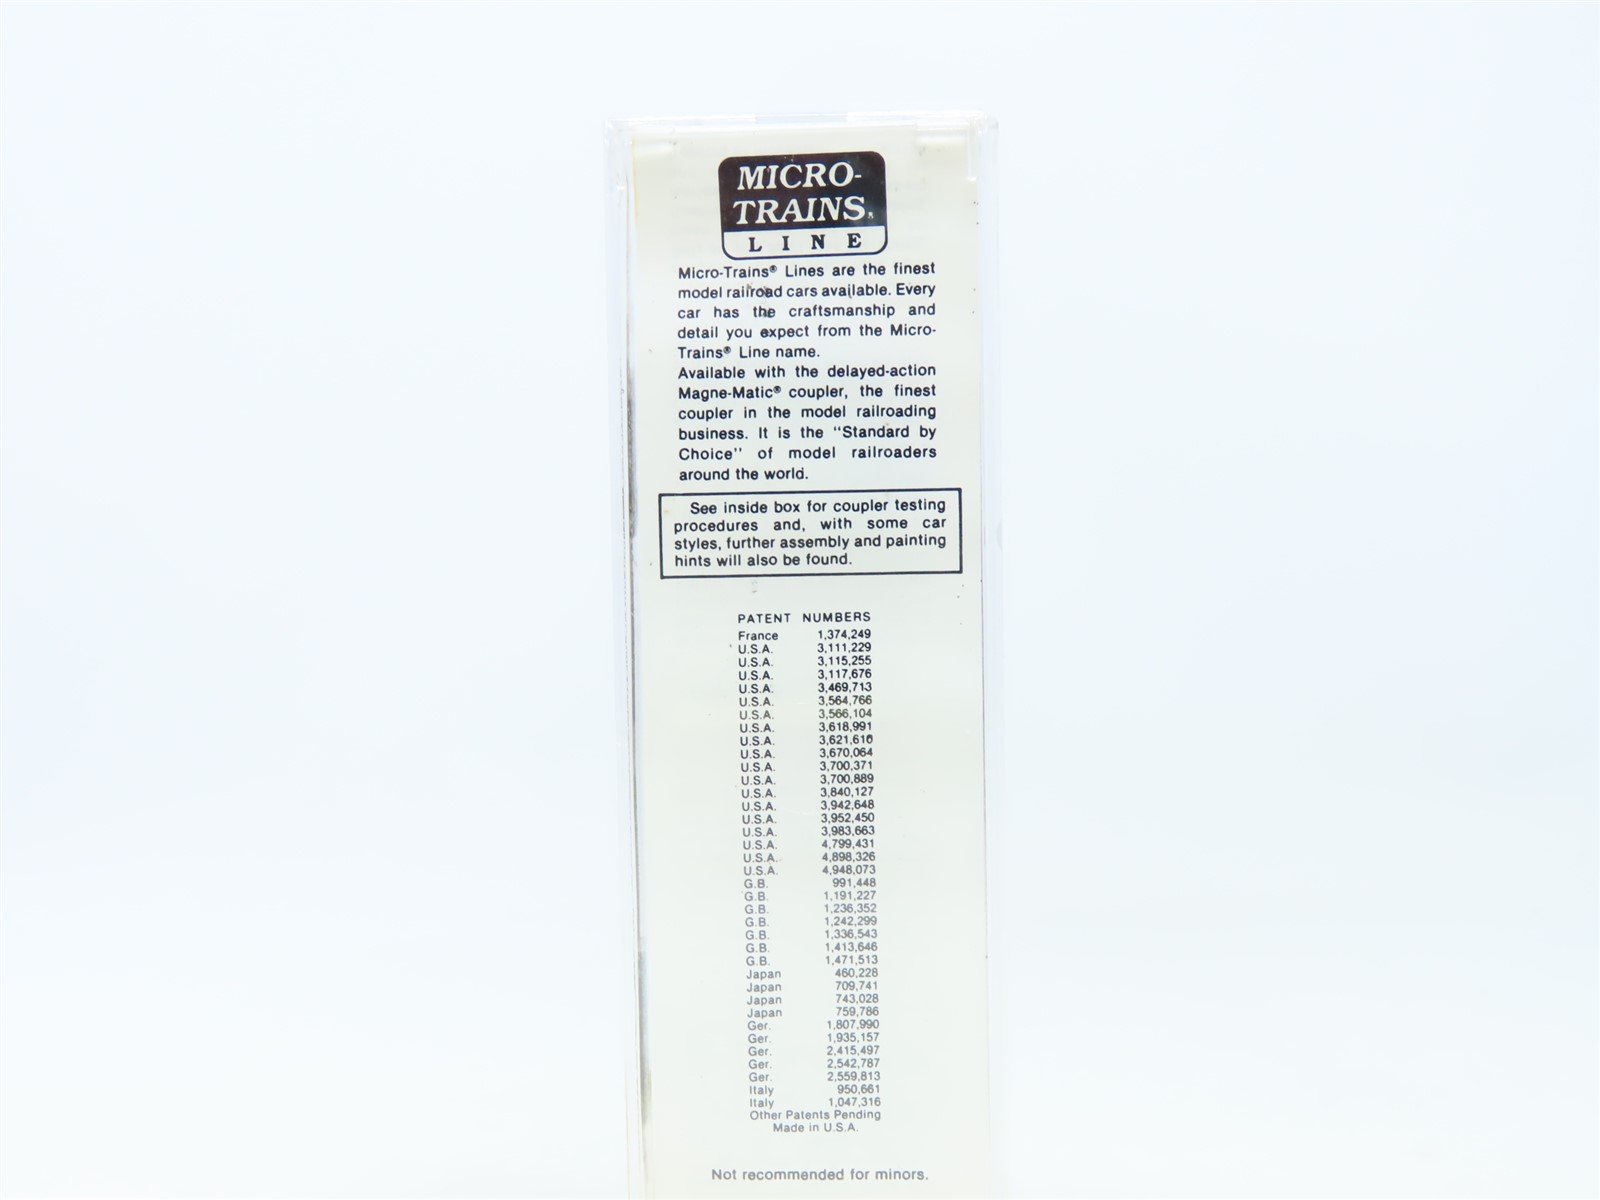 MICRO-
TRAINS®
LINE
Micro-Trains® Lines are the finest
model railroad cars available. Every
car has the craftsmanship and
detail you expect from the Micro-
Trains® Line name.
Available with the delayed-action
Magne-Matic® coupler, the finest
coupler in the model railroading
business. It is the "Standard by
Choice" of model railroaders
around the world.
See inside box for coupler testing
procedures and, with some car
styles, further assembly and painting
hints will also be found.
PATENT NUMBERS
France 1,374,249
U.S.A. 3,111,229
U.S.A. 3,115,255
U.S.A. 3,117,676
U.S.A. 3,469,713
U.S.A. 3,564,766
U.S.A. 3,566,104
U.S.A. 3,618,991
U.S.A. 3,621,610
U.S.A. 3,670,064
U.S.A. 3,700,371
U.S.A. 3,700,889
U.S.A. 3,840,127
U.S.A. 3,942,648
U.S.A. 3,952,450
U.S.A. 3,983,663
U.S.A. 4,799,431
U.S.A. 4,898,326
U.S.A. 4,948,073
G.B. 991,448
G.B. 1,191,227
G.B. 1,236,352
G.B. 1,242,299
G.B. 1,336,543
G.B. 1,413,646
G.B. 1,471,513
Japan 460,228
Japan 709,741
Japan 743,028
Japan 759,786
Ger. 1,807,990
Ger. 1,935,157
Ger. 2,415,497
Ger. 2,542,787
Ger. 2,559,813
Italy 950,661
Italy 1,047,316
Other Patents Pending
Made in U.S.A.
Not recommended for minors.